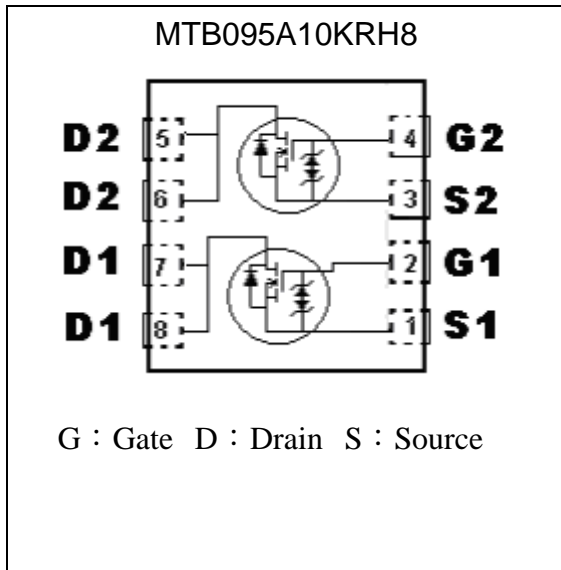 MTB095A10KRH8
D2 5 4 G2
D2 6 3 S2
D1 7 2 G1
D1 8 1 S1
G：Gate D：Drain S：Source